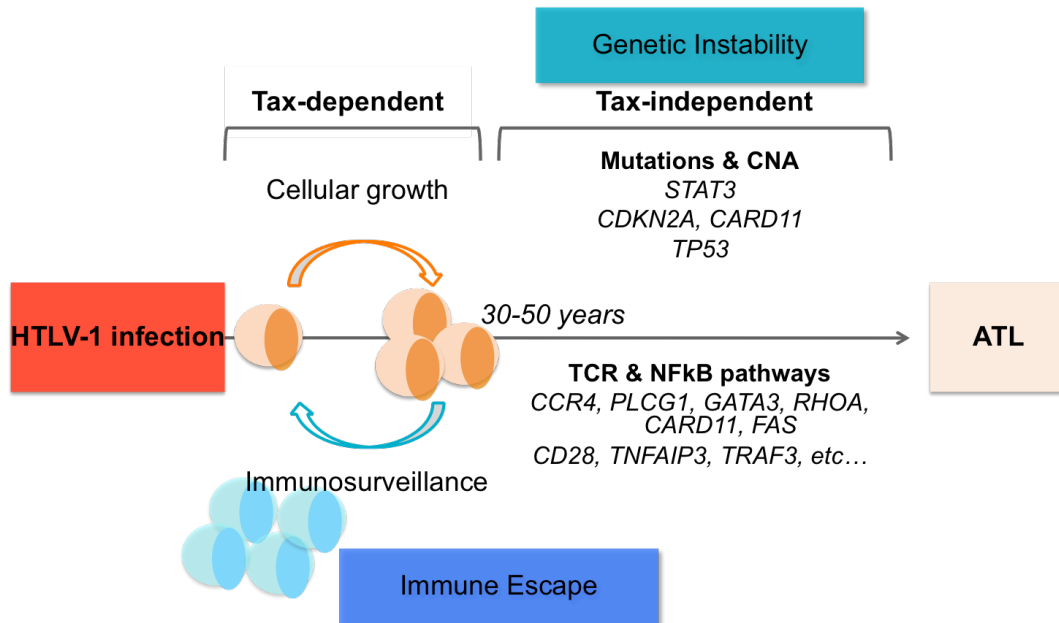 Genetic Instability
Tax-dependent
Tax-independent
Mutations & CNA
STAT3
CDKN2A, CARD11
TP53
Cellular growth
HTLV-1 infection
30-50 years
ATL
TCR & NFkB pathways
CCR4, PLCG1, GATA3, RHOA,
CARD11, FAS
CD28, TNFAIP3, TRAF3, etc…
Immunosurveillance
Immune Escape